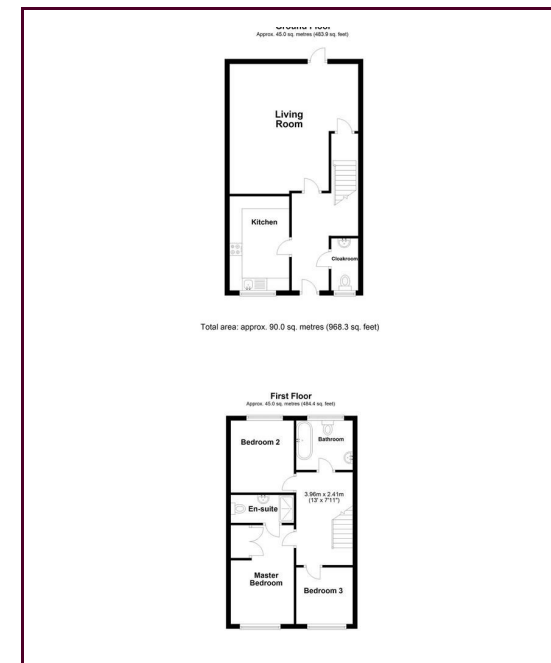 Ground Floor
Approx. 45.0 sq. metres (483.9 sq. feet)
Living
Room
Kitchen
Cloakroom
Total area: approx. 90.0 sq. metres (968.3 sq. feet)
First Floor
Approx. 45.0 sq. metres (484.4 sq. feet)
Bedroom 2
Bathroom
3.96m x 2.41m
(13' x 7'11")
En-suite
Master
Bedroom
Bedroom 3